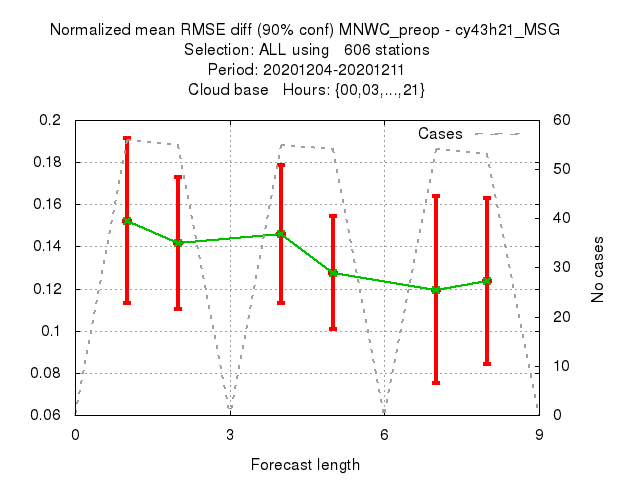 Normalized mean RMSE diff (90% conf) MNWC_preop - cy43h21_MSG
Selection: ALL using   606 stations
Period: 20201204-20201211
Cloud base   Hours: {00,03,...,21}
Cases
0.2
0.18
0.16
0.14
0.12
0.1
0.08
0.06
60
50
40
30
20
10
0
No cases
0
3
6
9
Forecast length